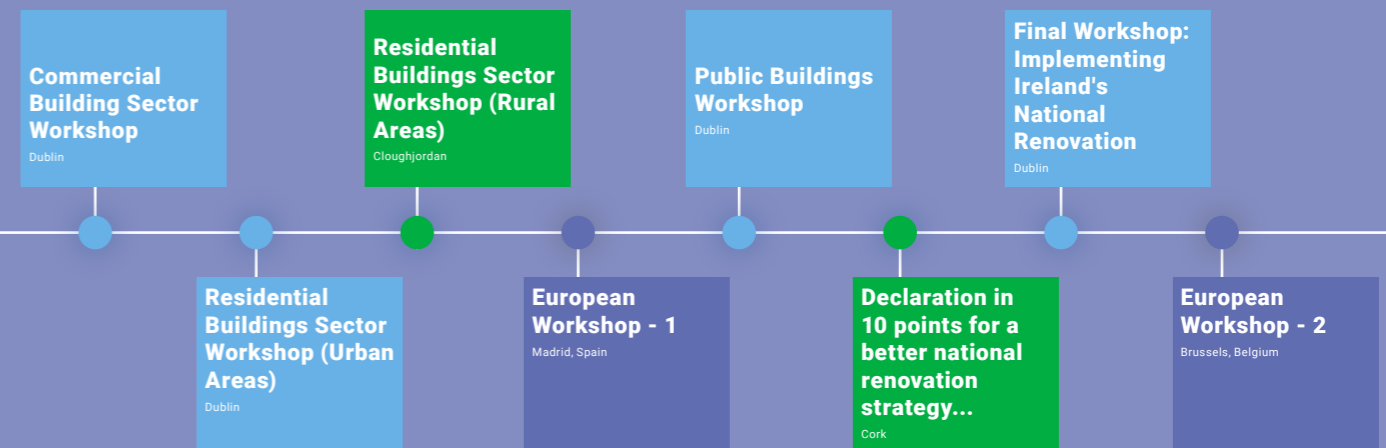 Commercial
Building Sector
Workshop
Dublin
Residential
Buildings Sector
Workshop (Urban
Areas)
Dublin
Residential
Buildings Sector
Workshop (Rural
Areas)
Cloughjordan
European
Workshop - 1
Madrid, Spain
Public Buildings
Workshop
Dublin
Declaration in
10 points for a
better national
renovation
strategy...
Cork
Final Workshop:
Implementing
Ireland's
National
Renovation
Dublin
European
Workshop - 2
Brussels, Belgium